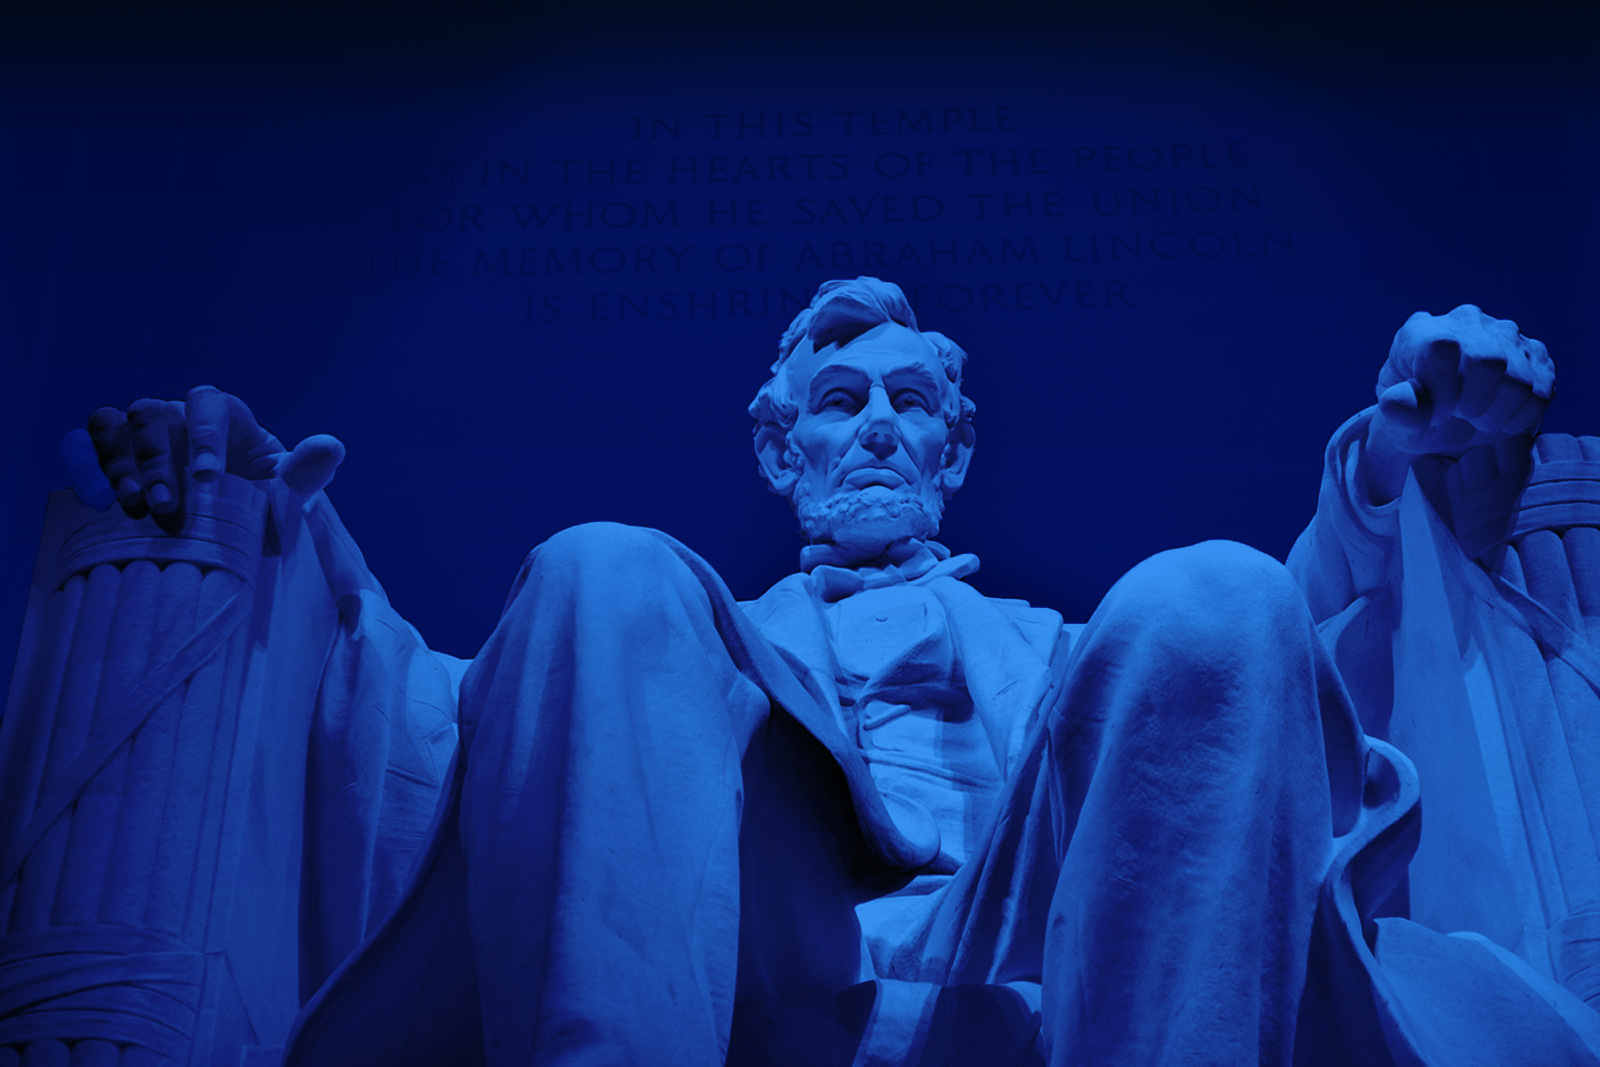 IN THIS TEMPLE
AS IN THE HEARTS OF THE PEOPLE
FOR WHOM HE SAVED THE UNION
THE MEMORY OF ABRAHAM LINCOLN
IS ENSHRIN FOREVER